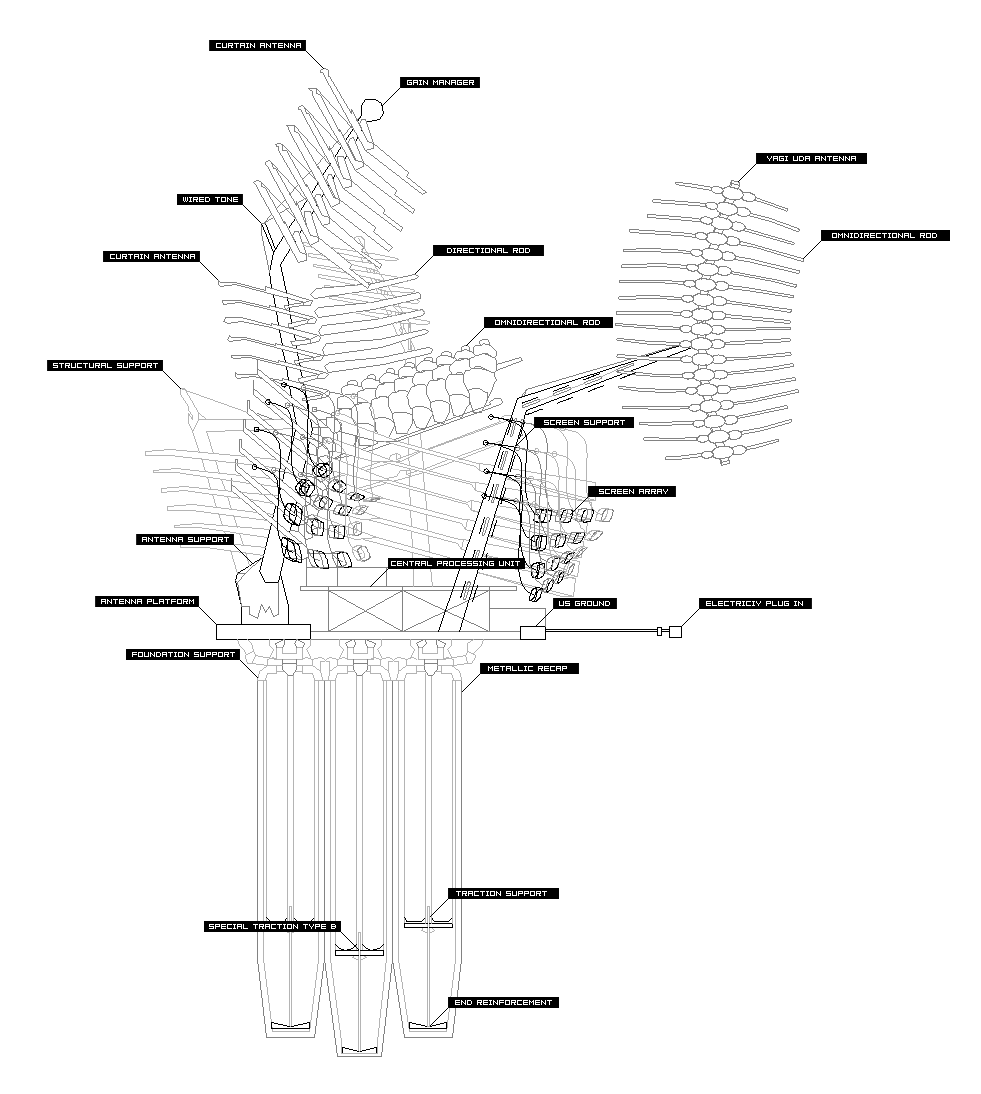 CURTAIN ANTENNA
GAIN MANAGER
YAGI UDA ANTENNA
WIRED TONE
OMNIDIRECTIONAL ROD
DIRECTIONAL ROD
CURTAIN ANTENNA
OMNIDIRECTIONAL ROD
STRUCTURAL SUPPORT
SCREEN SUPPORT
SCREEN ARRAY
ANTENNA SUPPORT
CENTRAL PROCESSING UNIT
ANTENNA PLATFORM
US GROUND
ELECTRICIY PLUG IN
FOUNDATION SUPPORT
METALLIC RECAP
TRACTION SUPPORT
SPECIAL TRACTION TYPE B
END REINFORCEMENT